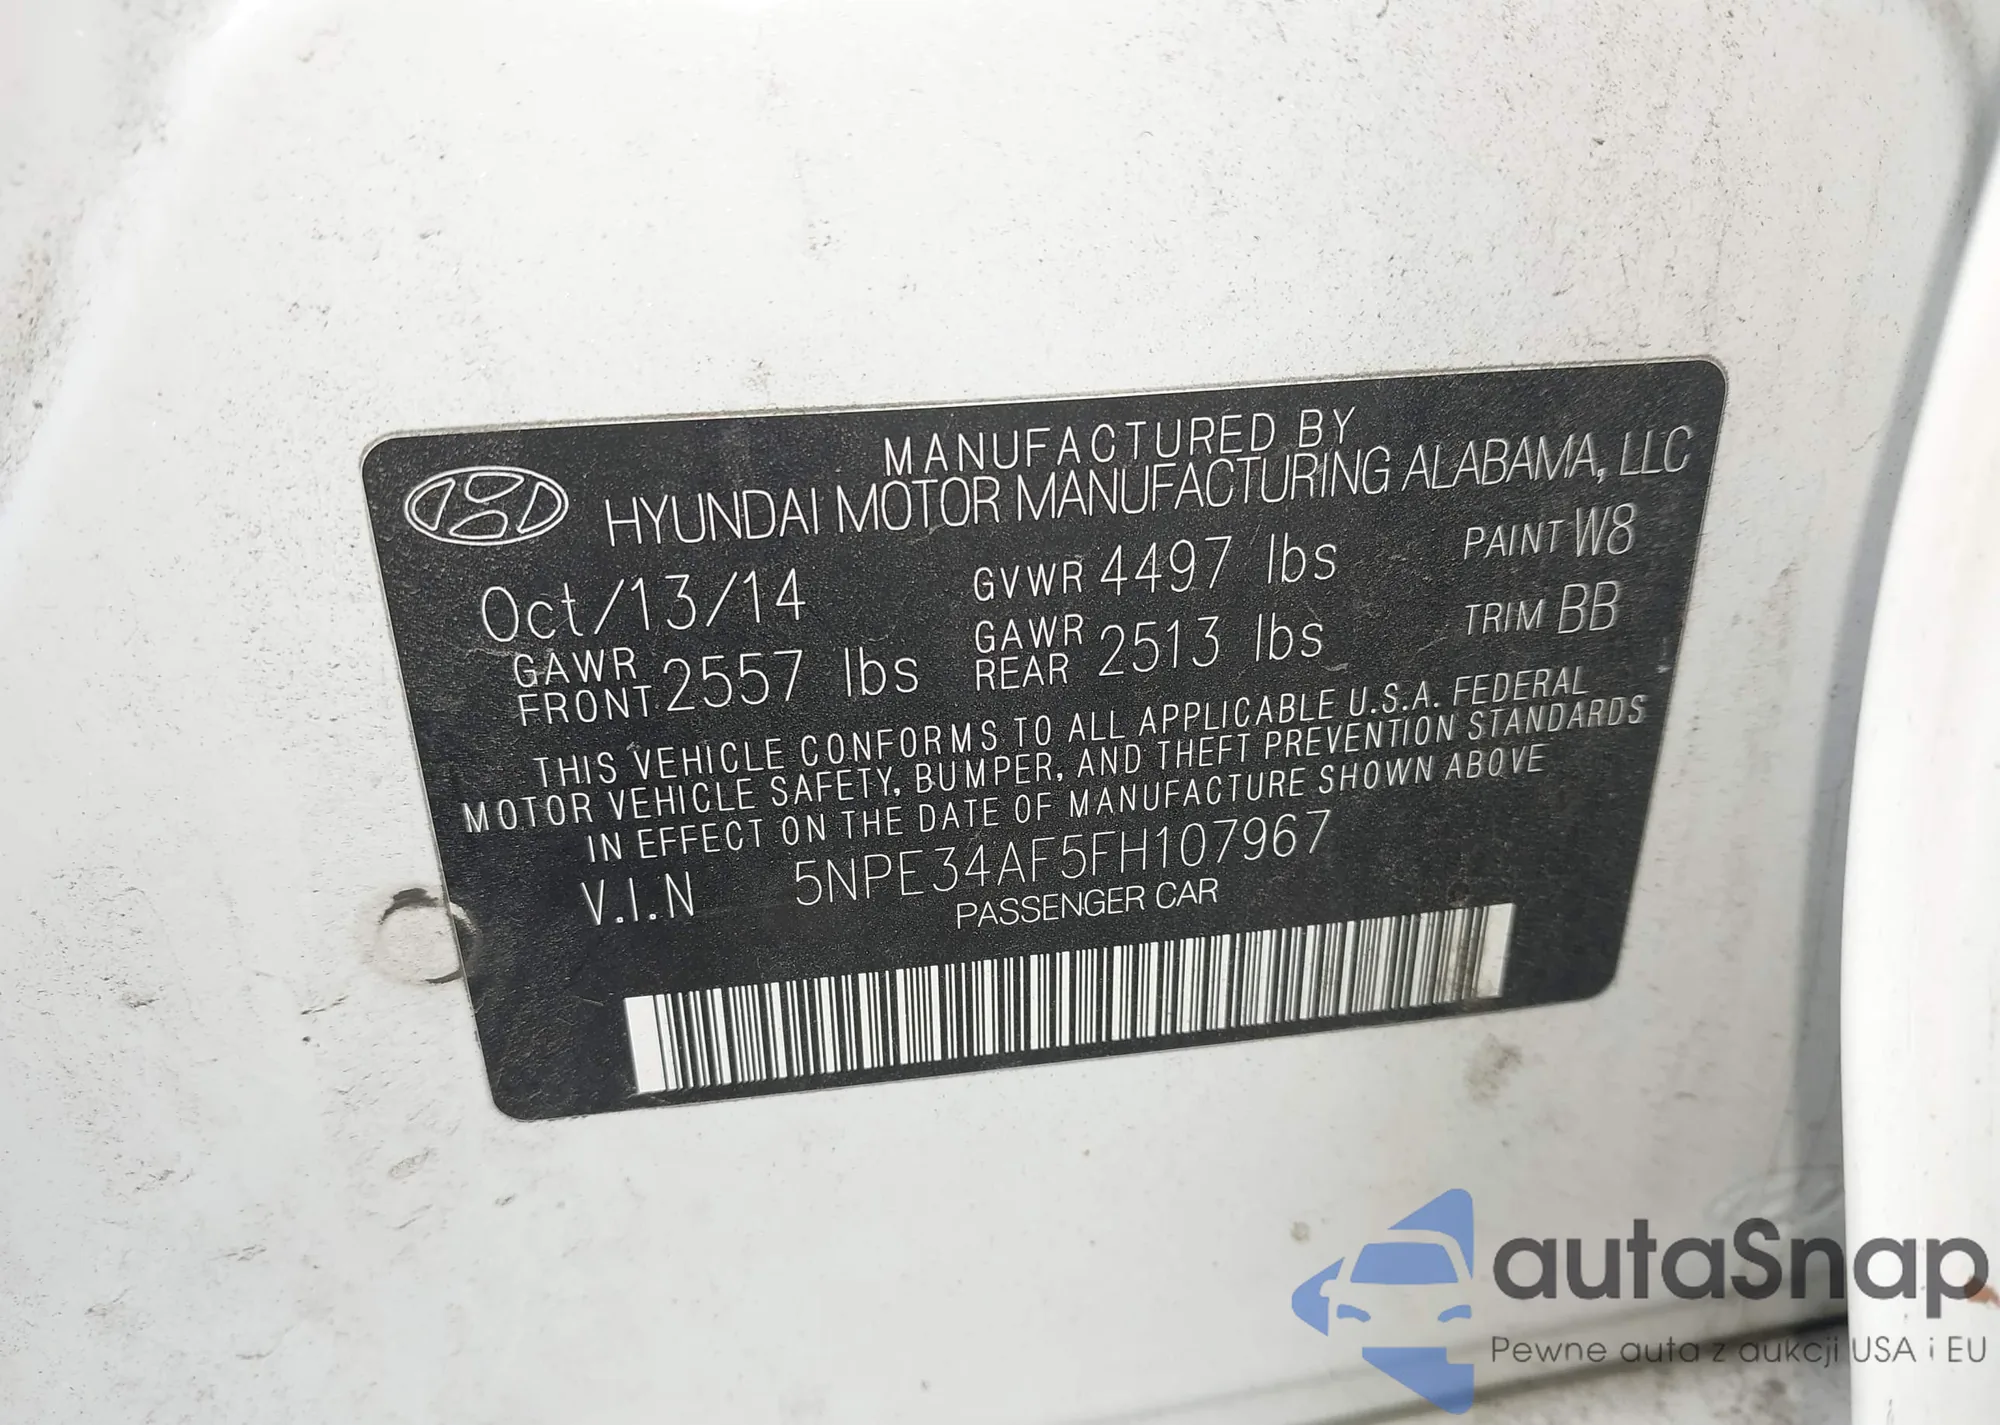 MANUFACTURED BY
HYUNDAI MOTOR MANUFACTURING ALABAMA, LLC
Oct/13/14 GVWR 4497 lbs PAINT W8
GAWR FRONT 2557 lbs GAWR REAR 2513 lbs TRIM BB
THIS VEHICLE CONFORMS TO ALL APPLICABLE U.S.A. FEDERAL
MOTOR VEHICLE SAFETY, BUMPER, AND THEFT PREVENTION STANDARDS
IN EFFECT ON THE DATE OF MANUFACTURE SHOWN ABOVE
V.I.N 5NPE34AF5FH107967
PASSENGER CAR
autaSnap
Pewne auta z aukcji USA i EU